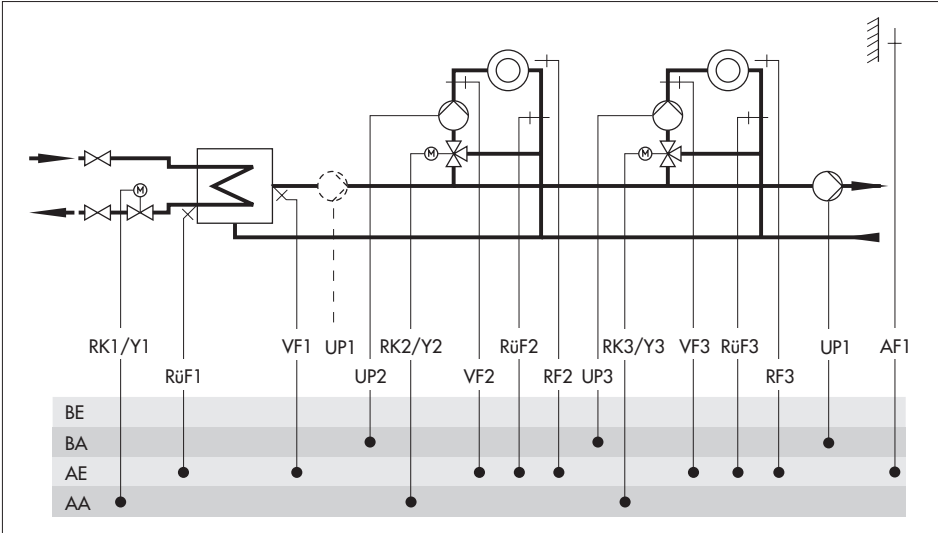 M
M
M
RK1/Y1 VF1 UP1 RK2/Y2 RüF2 RK3/Y3 VF3 RüF3 UP1 AF1
RüF1 UP2 VF2 RF2 UP3 RF3
BE
BA
AE
AA